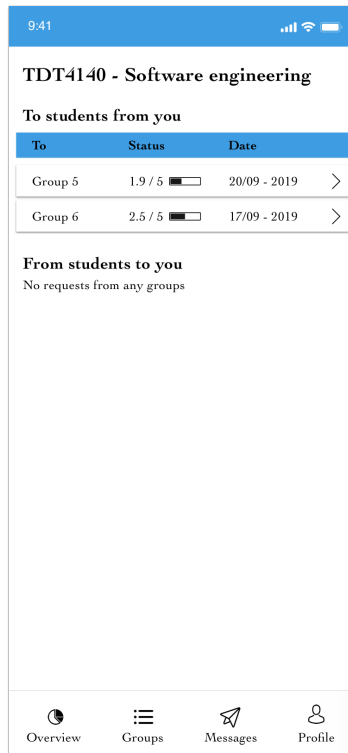 9:41
TDT4140 - Software engineering
To students from you
To Status Date
Group 5 1.9 / 5 20/09 - 2019
Group 6 2.5 / 5 17/09 - 2019
From students to you
No requests from any groups
Overview Groups Messages Profile